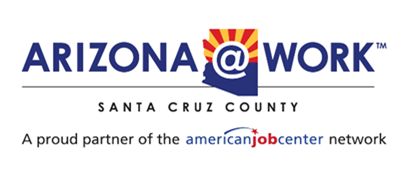 ARIZONA @ WORK™
SANTA CRUZ COUNTY
A proud partner of the americanjobcenter network